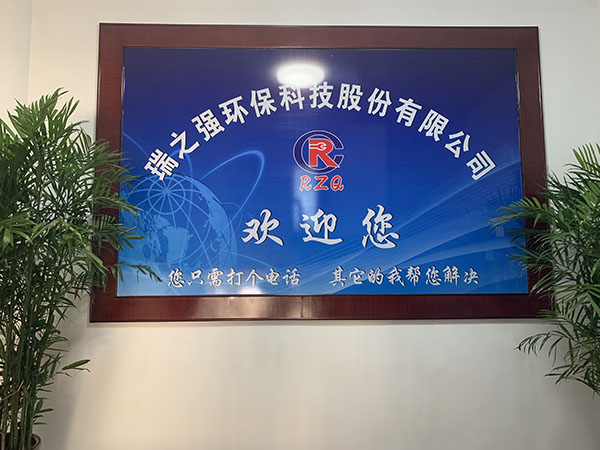 瑞之强环保科技股份有限公司
RZQ
欢迎您
您只需打个电话 其它的我帮您解决